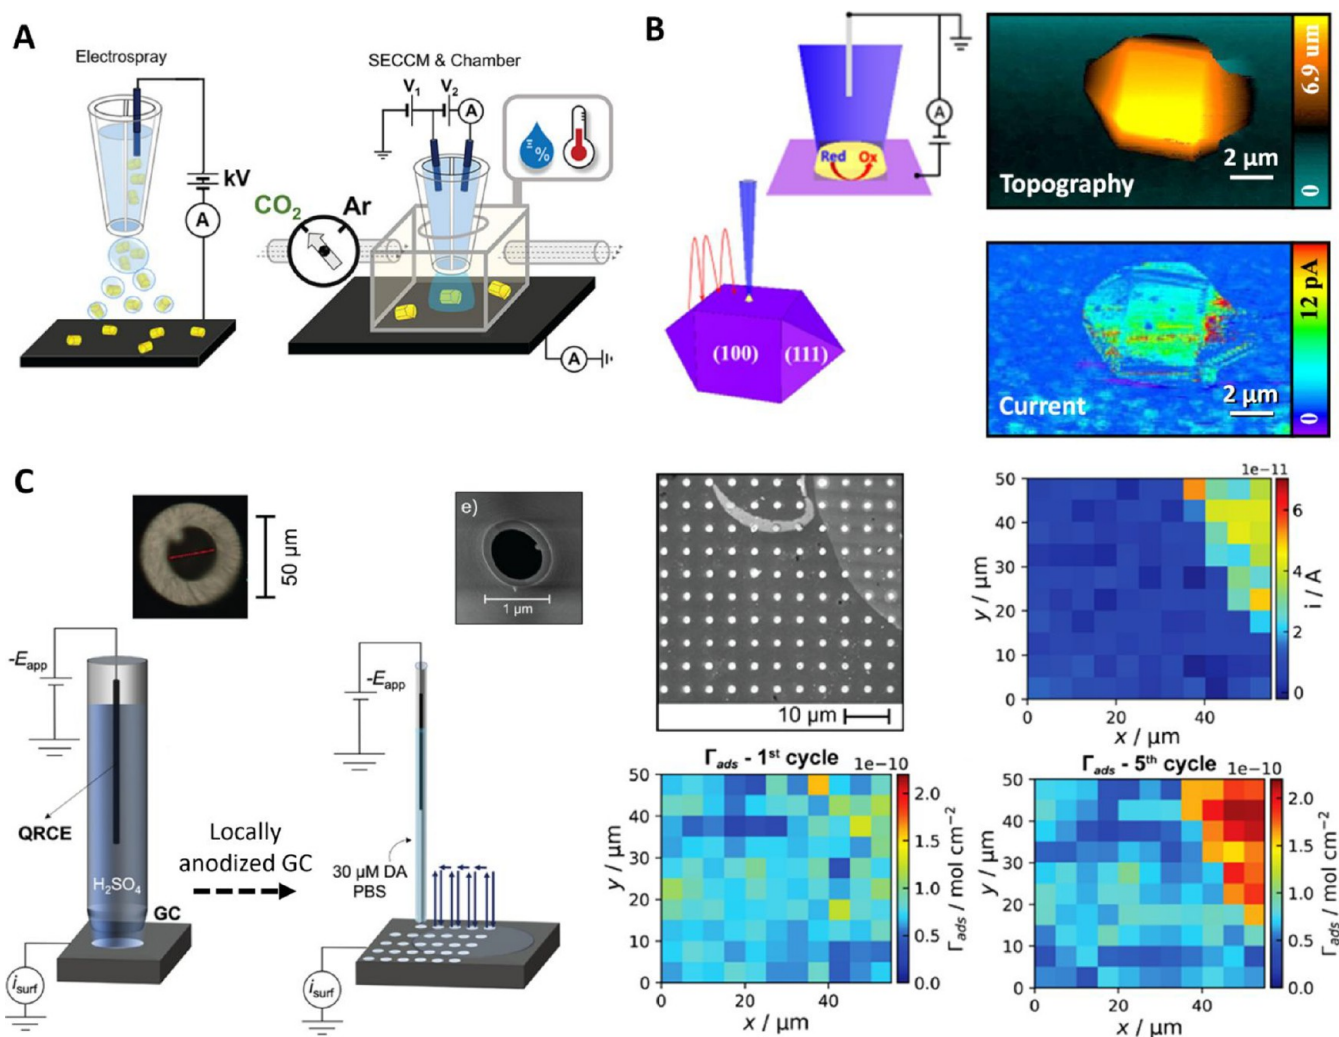 A
Electrospray
kV
A
SECCM & Chamber
V1
V2
A
%
CO2
Ar
A
B
A
Red
Ox
(100)
(111)
Topography
2 µm
6.9 um
0
Current
2 µm
12 pA
0
C
50 µm
e)
1 µm
-Eapp
QRCE
H2SO4
GC
isurf
Locally
anodized GC
-Eapp
30 µM DA
PBS
isurf
10 µm
1e-11
50
40
30
20
10
0
y / µm
0
20
40
x / µm
6
4
2
0
i / A
Γads - 1st cycle
1e-10
50
40
30
20
10
0
y / µm
0
20
40
x / µm
2.0
1.5
1.0
0.5
0.0
Γads / mol cm−2
Γads - 5th cycle
1e-10
50
40
30
20
10
0
y / µm
0
20
40
x / µm
2.0
1.5
1.0
0.5
0.0
Γads / mol cm−2